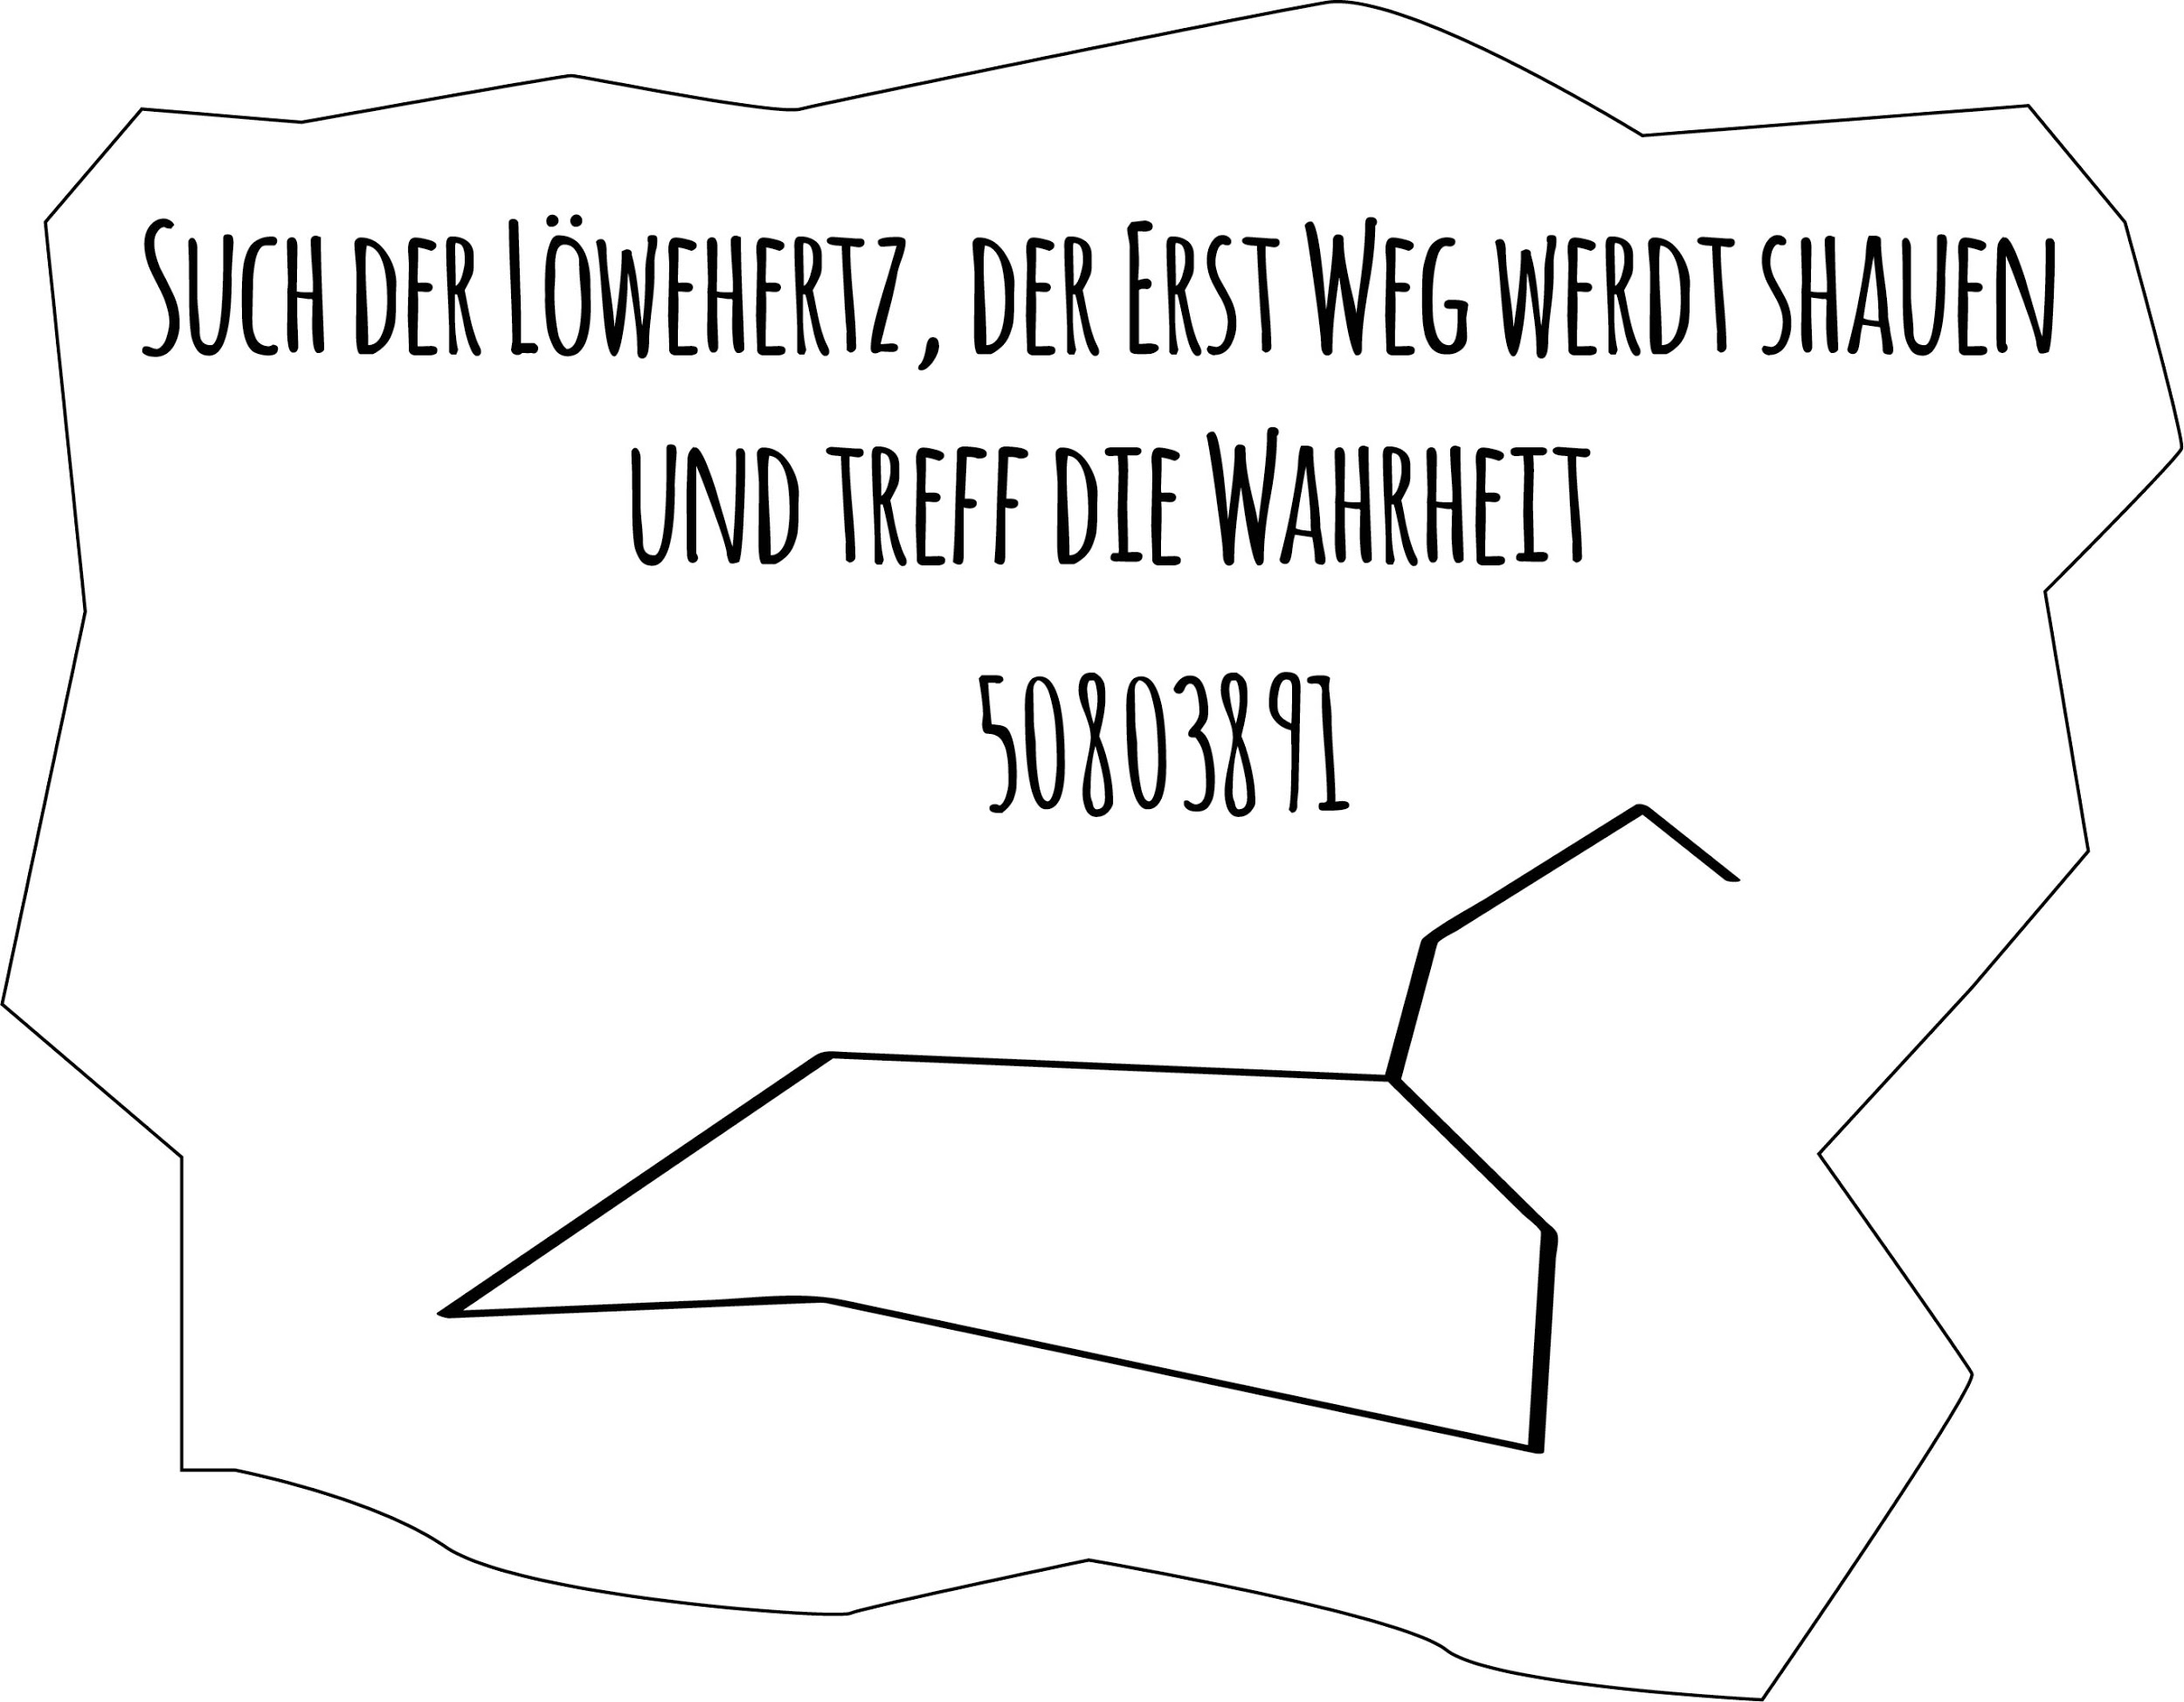 Such der Löwehertz, der Erst Weg werdt shauen
und treff die Wahrheit
50803891